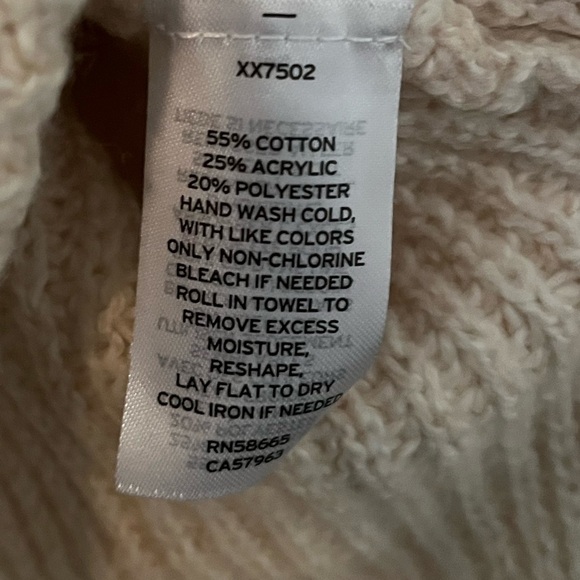 XX7502
55% COTTON
25% ACRYLIC
20% POLYESTER
HAND WASH COLD,
WITH LIKE COLORS
ONLY NON-CHLORINE
BLEACH IF NEEDED
ROLL IN TOWEL TO
REMOVE EXCESS
MOISTURE,
RESHAPE,
LAY FLAT TO DRY
COOL IRON IF NEEDED
RN58665
CA57963